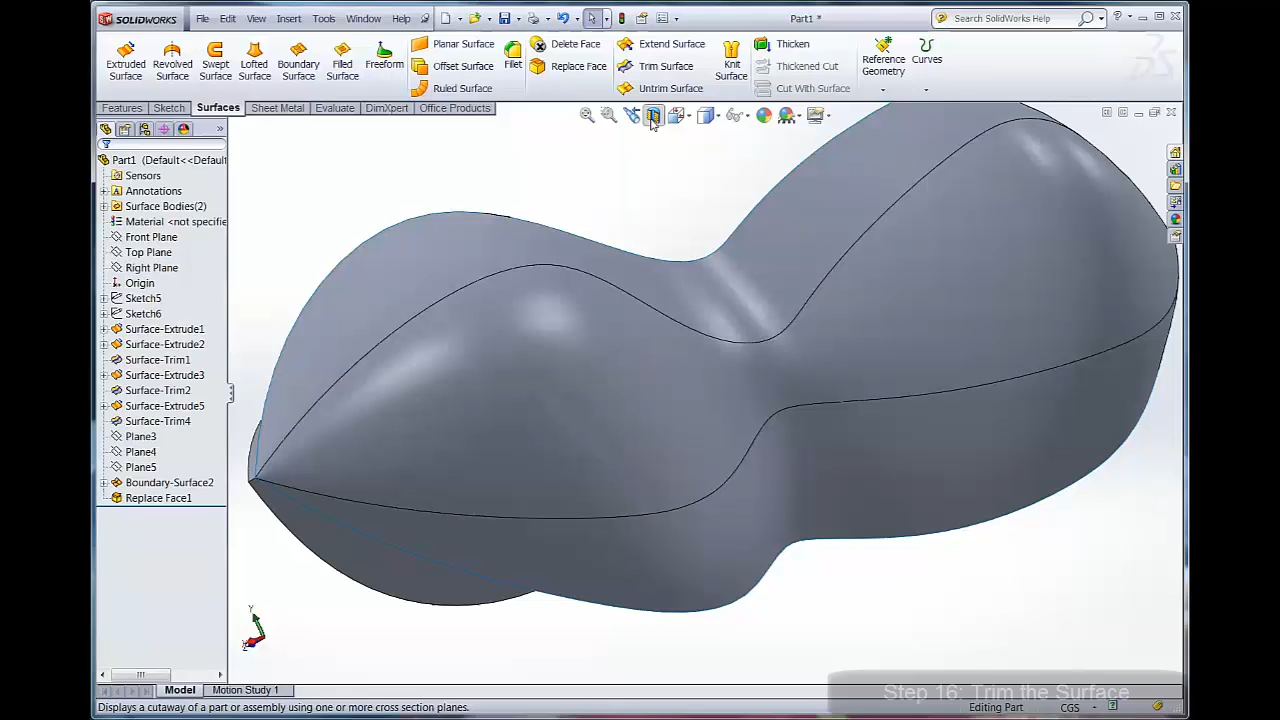 SOLIDWORKS File Edit View Insert Tools Window Help Part1 * Search SolidWorks Help
Extruded Surface
Revolved Surface
Swept Surface
Lofted Surface
Boundary Surface
Filled Surface
Freeform
Planar Surface
Offset Surface
Ruled Surface
Fillet
Delete Face
Replace Face
Extend Surface
Trim Surface
Untrim Surface
Knit Surface
Thicken
Thickened Cut
Cut With Surface
Reference Geometry
Curves
Features Sketch Surfaces Sheet Metal Evaluate DimXpert Office Products
Part1 (Default<<Default
Sensors
Annotations
Surface Bodies(2)
Material <not specifie
Front Plane
Top Plane
Right Plane
Origin
Sketch5
Sketch6
Surface-Extrude1
Surface-Extrude2
Surface-Trim1
Surface-Extrude3
Surface-Trim2
Surface-Extrude5
Surface-Trim4
Plane3
Plane4
Plane5
Boundary-Surface2
Replace Face1
Y
Model Motion Study 1
Step 16: Trim the Surface
Displays a cutaway of a part or assembly using one or more cross section planes. Editing Part CGS